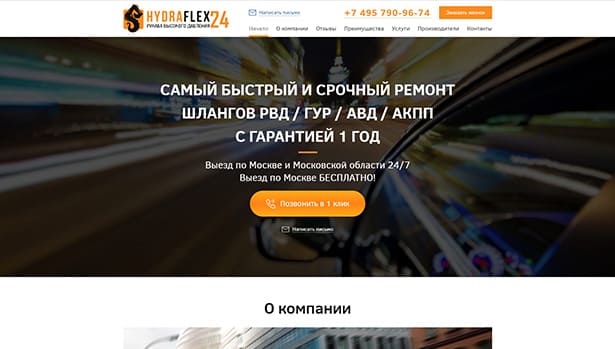 HYDRAFLEX24
РУКАВА ВЫСОКОГО ДАВЛЕНИЯ
Написать письмо
+7 495 790-96-74
Заказать звонок
Начало О компании Отзывы Преимущества Услуги Производители Контакты
САМЫЙ БЫСТРЫЙ И СРОЧНЫЙ РЕМОНТ
ШЛАНГОВ РВД / ГУР / АВД / АКПП
С ГАРАНТИЕЙ 1 ГОД
Выезд по Москве и Московской области 24/7
Выезд по Москве БЕСПЛАТНО!
Позвонить в 1 клик
Написать письмо
О компании